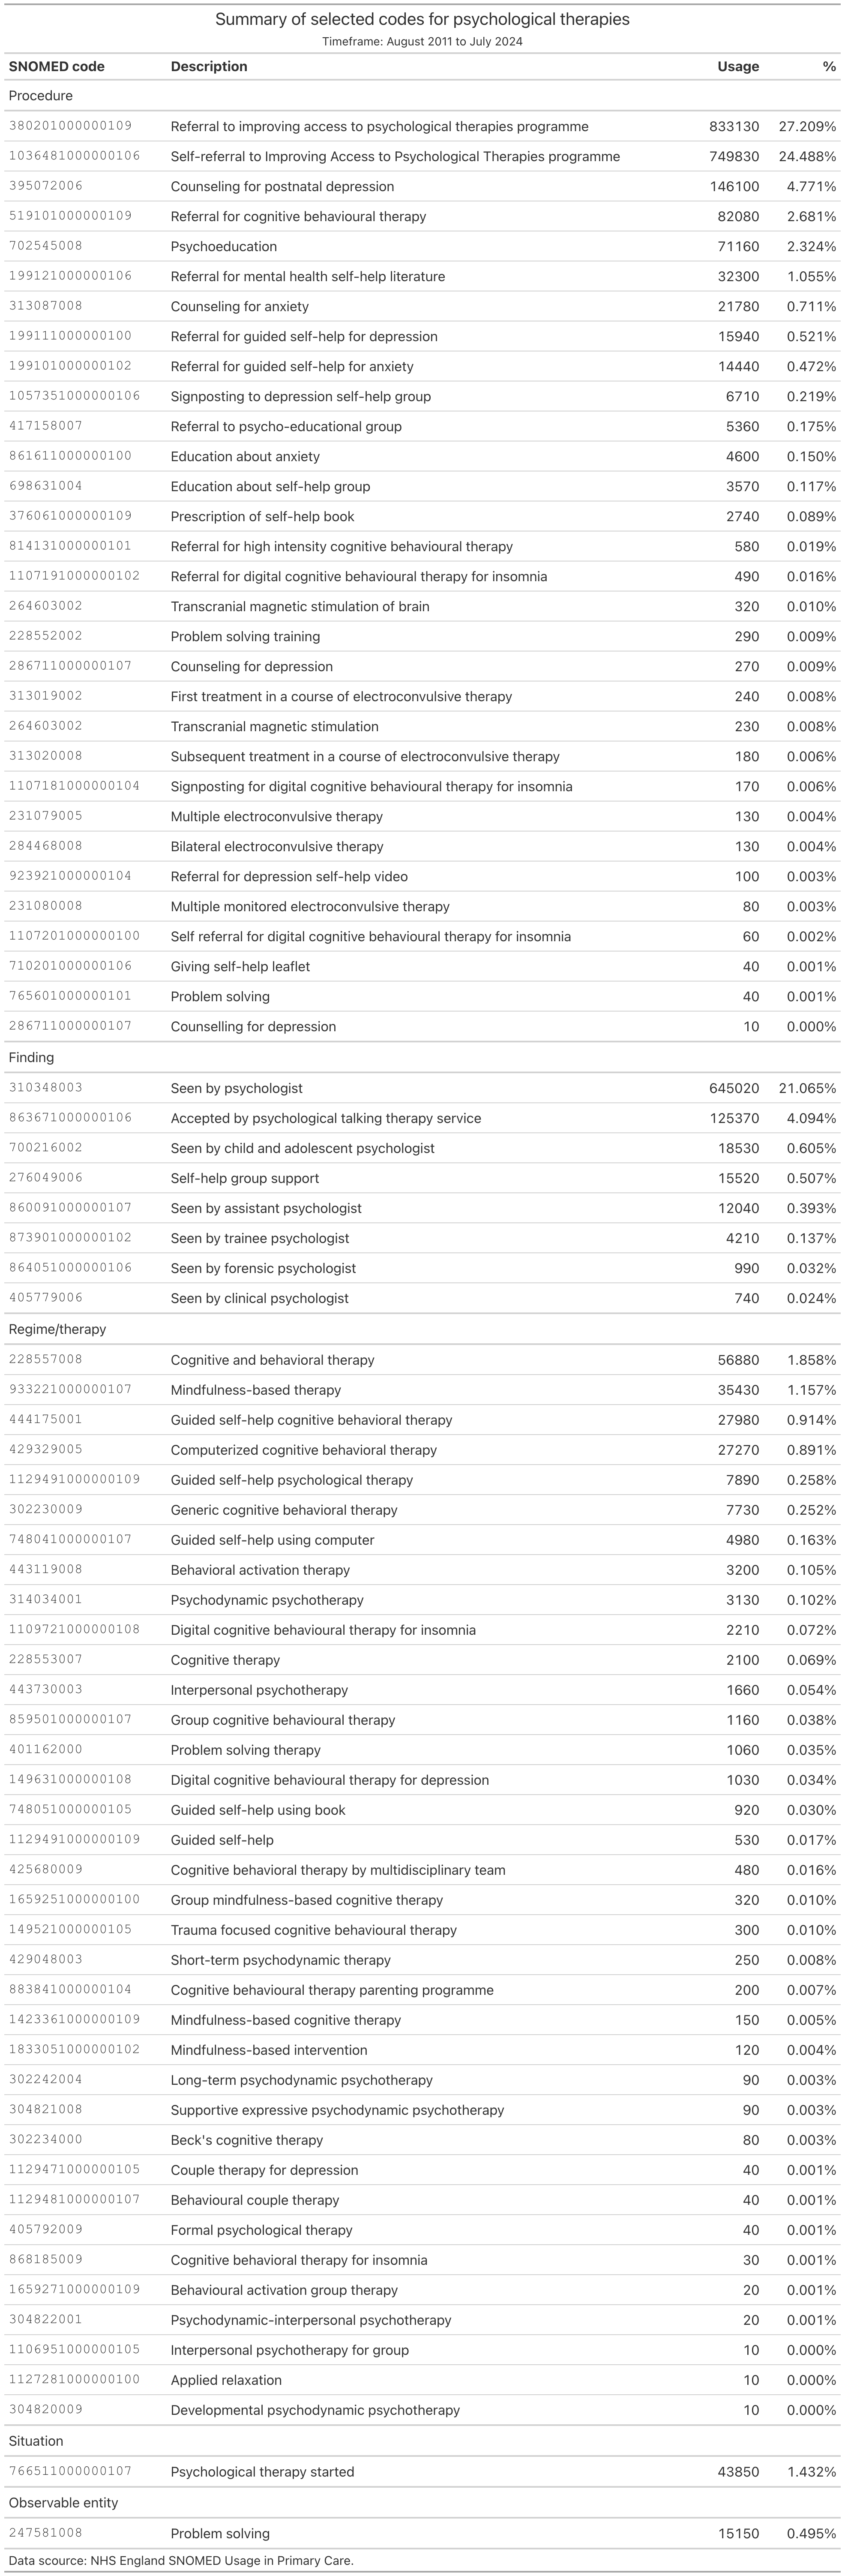 Summary of selected codes for psychological therapies
Timeframe: August 2011 to July 2024
SNOMED code Description Usage %
Procedure
380201000000109 Referral to improving access to psychological therapies programme 833130 27.209%
1036481000000106 Self-referral to Improving Access to Psychological Therapies programme 749830 24.488%
395072006 Counseling for postnatal depression 146100 4.771%
519101000000109 Referral for cognitive behavioural therapy 82080 2.681%
702545008 Psychoeducation 71160 2.324%
199121000000106 Referral for mental health self-help literature 32300 1.055%
313087008 Counseling for anxiety 21780 0.711%
199111000000100 Referral for guided self-help for depression 15940 0.521%
199101000000102 Referral for guided self-help for anxiety 14440 0.472%
1057351000000106 Signposting to depression self-help group 6710 0.219%
417158007 Referral to psycho-educational group 5360 0.175%
861611000000100 Education about anxiety 4600 0.150%
698631004 Education about self-help group 3570 0.117%
376061000000109 Prescription of self-help book 2740 0.089%
814131000000101 Referral for high intensity cognitive behavioural therapy 580 0.019%
1107191000000102 Referral for digital cognitive behavioural therapy for insomnia 490 0.016%
264603002 Transcranial magnetic stimulation of brain 320 0.010%
228552002 Problem solving training 290 0.009%
286711000000107 Counseling for depression 270 0.009%
313019002 First treatment in a course of electroconvulsive therapy 240 0.008%
264603002 Transcranial magnetic stimulation 230 0.008%
313020008 Subsequent treatment in a course of electroconvulsive therapy 180 0.006%
1107181000000104 Signposting for digital cognitive behavioural therapy for insomnia 170 0.006%
231079005 Multiple electroconvulsive therapy 130 0.004%
284468008 Bilateral electroconvulsive therapy 130 0.004%
923921000000104 Referral for depression self-help video 100 0.003%
231080008 Multiple monitored electroconvulsive therapy 80 0.003%
1107201000000100 Self referral for digital cognitive behavioural therapy for insomnia 60 0.002%
710201000000106 Giving self-help leaflet 40 0.001%
765601000000101 Problem solving 40 0.001%
286711000000107 Counselling for depression 10 0.000%
Finding
310348003 Seen by psychologist 645020 21.065%
863671000000106 Accepted by psychological talking therapy service 125370 4.094%
700216002 Seen by child and adolescent psychologist 18530 0.605%
276049006 Self-help group support 15520 0.507%
860091000000107 Seen by assistant psychologist 12040 0.393%
873901000000102 Seen by trainee psychologist 4210 0.137%
864051000000106 Seen by forensic psychologist 990 0.032%
405779006 Seen by clinical psychologist 740 0.024%
Regime/therapy
228557008 Cognitive and behavioral therapy 56880 1.858%
933221000000107 Mindfulness-based therapy 35430 1.157%
444175001 Guided self-help cognitive behavioral therapy 27980 0.914%
429329005 Computerized cognitive behavioral therapy 27270 0.891%
1129491000000109 Guided self-help psychological therapy 7890 0.258%
302230009 Generic cognitive behavioral therapy 7730 0.252%
748041000000107 Guided self-help using computer 4980 0.163%
443119008 Behavioral activation therapy 3200 0.105%
314034001 Psychodynamic psychotherapy 3130 0.102%
1109721000000108 Digital cognitive behavioural therapy for insomnia 2210 0.072%
228553007 Cognitive therapy 2100 0.069%
443730003 Interpersonal psychotherapy 1660 0.054%
859501000000107 Group cognitive behavioural therapy 1160 0.038%
401162000 Problem solving therapy 1060 0.035%
149631000000108 Digital cognitive behavioural therapy for depression 1030 0.034%
748051000000105 Guided self-help using book 920 0.030%
1129491000000109 Guided self-help 530 0.017%
425680009 Cognitive behavioral therapy by multidisciplinary team 480 0.016%
1659251000000100 Group mindfulness-based cognitive therapy 320 0.010%
149521000000105 Trauma focused cognitive behavioural therapy 300 0.010%
429048003 Short-term psychodynamic therapy 250 0.008%
883841000000104 Cognitive behavioural therapy parenting programme 200 0.007%
1423361000000109 Mindfulness-based cognitive therapy 150 0.005%
1833051000000102 Mindfulness-based intervention 120 0.004%
302242004 Long-term psychodynamic psychotherapy 90 0.003%
304821008 Supportive expressive psychodynamic psychotherapy 90 0.003%
302234000 Beck's cognitive therapy 80 0.003%
1129471000000105 Couple therapy for depression 40 0.001%
1129481000000107 Behavioural couple therapy 40 0.001%
405792009 Formal psychological therapy 40 0.001%
868185009 Cognitive behavioral therapy for insomnia 30 0.001%
1659271000000109 Behavioural activation group therapy 20 0.001%
304822001 Psychodynamic-interpersonal psychotherapy 20 0.001%
1106951000000105 Interpersonal psychotherapy for group 10 0.000%
1127281000000100 Applied relaxation 10 0.000%
304820009 Developmental psychodynamic psychotherapy 10 0.000%
Situation
766511000000107 Psychological therapy started 43850 1.432%
Observable entity
247581008 Problem solving 15150 0.495%
Data scource: NHS England SNOMED Usage in Primary Care.